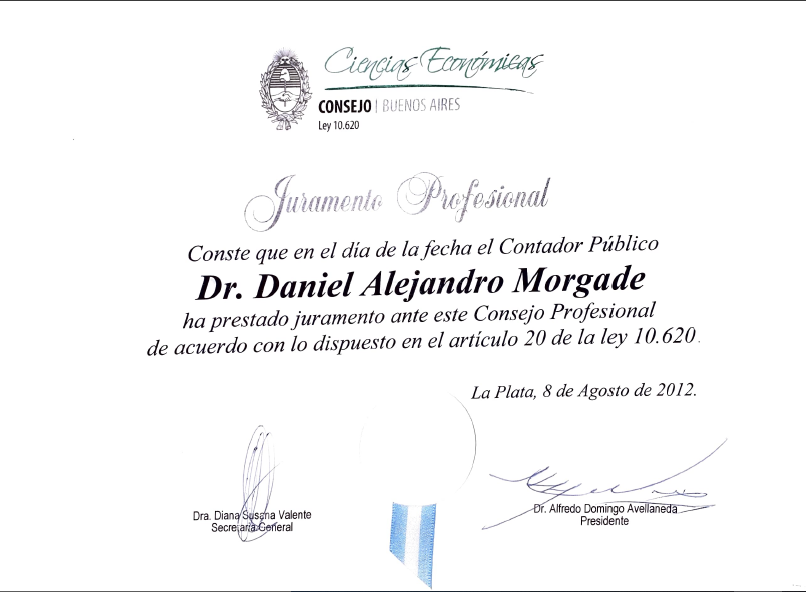 Ciencias Económicas
CONSEJO | BUENOS AIRES
Ley 10.620
Juramento Profesional
Conste que en el día de la fecha el Contador Público
Dr. Daniel Alejandro Morgade
ha prestado juramento ante este Consejo Profesional
de acuerdo con lo dispuesto en el artículo 20 de la ley 10.620.
La Plata, 8 de Agosto de 2012.
Dra. Diana Susana Valente
Secretaria General
Dr. Alfredo Domingo Avellaneda
Presidente